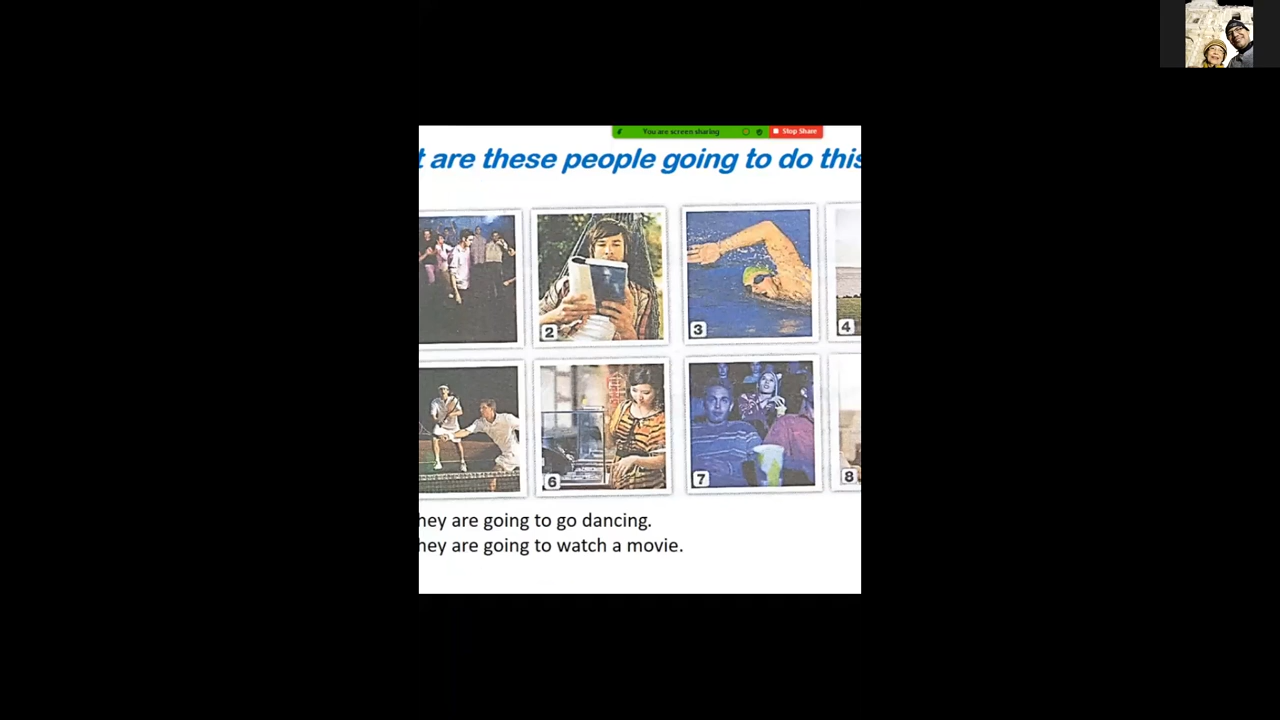 You are screen sharing Stop Share
t are these people going to do this
2
3
4
6
7
8
hey are going to go dancing.
hey are going to watch a movie.